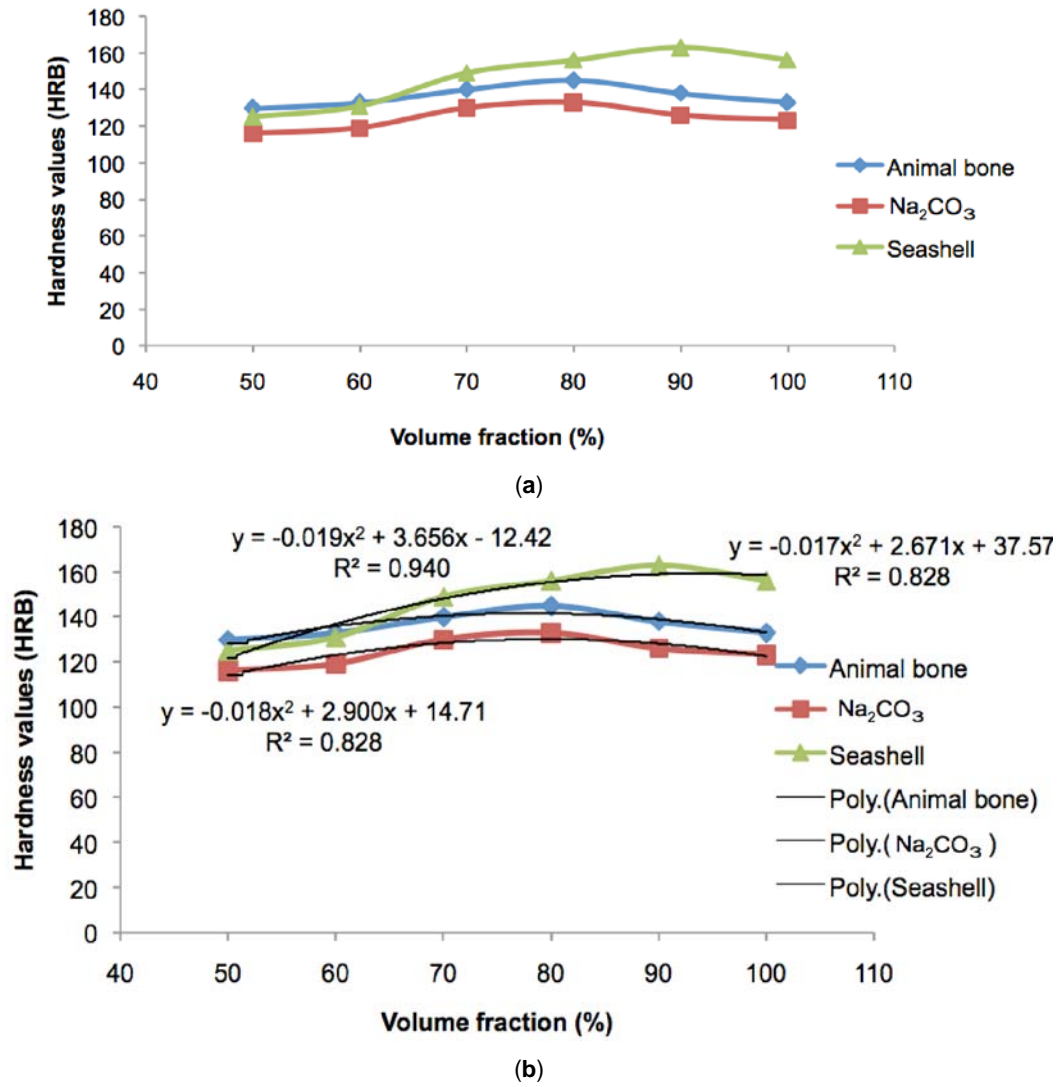 180
160
140
120
100
80
60
40
20
0
Hardness values (HRB)
40 50 60 70 80 90 100 110
Volume fraction (%)
Animal bone
Na₂CO₃
Seashell
(a)
180
160
140
120
100
80
60
40
20
0
Hardness values (HRB)
y = -0.019x² + 3.656x - 12.42
R² = 0.940
y = -0.017x² + 2.671x + 37.57
R² = 0.828
y = -0.018x² + 2.900x + 14.71
R² = 0.828
Animal bone
Na₂CO₃
Seashell
Poly.(Animal bone)
Poly.(Na₂CO₃ )
Poly.(Seashell)
40 50 60 70 80 90 100 110
Volume fraction (%)
(b)